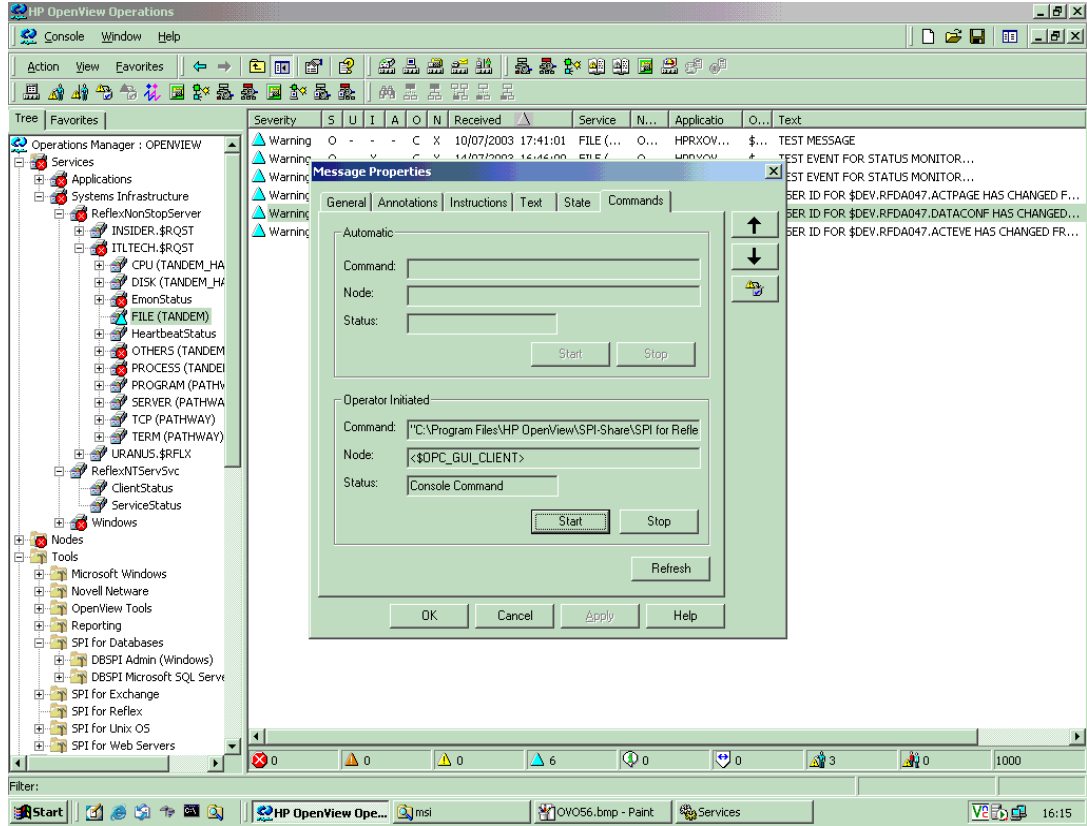 HP OpenView Operations
Console Window Help
Action View Favorites
Tree Favorites
Operations Manager : OPENVIEW
Services
Applications
Systems Infrastructure
ReflexNonStopServer
INSIDER.$RQST
ITLTECH.$RQST
CPU (TANDEM_HA
DISK (TANDEM_HA
EmonStatus
FILE (TANDEM)
HeartbeatStatus
OTHERS (TANDEM
PROCESS (TANDEI
PROGRAM (PATHW
SERVER (PATHWA
TCP (PATHWAY)
TERM (PATHWAY)
URANUS.$RFLX
ReflexNTServSvc
ClientStatus
ServiceStatus
Windows
Nodes
Tools
Microsoft Windows
Novell Netware
OpenView Tools
Reporting
SPI for Databases
DBSPI Admin (Windows)
DBSPI Microsoft SQL Serve
SPI for Exchange
SPI for Reflex
SPI for Unix OS
SPI for Web Servers
Severity S U I A O N Received Service N... Applicatio O... Text
Warning O - - - C X 10/07/2003 17:41:01 FILE (... O... HPRXOV... $... TEST MESSAGE
Warning 14/07/2003 16:46:00 TEST EVENT FOR STATUS MONITOR...
Warning EST EVENT FOR STATUS MONITOR...
Warning SER ID FOR $DEV.RFDA047.ACTPAGE HAS CHANGED F...
Warning SER ID FOR $DEV.RFDA047.DATACONF HAS CHANGED...
Warning SER ID FOR $DEV.RFDA047.ACTEVE HAS CHANGED FR...
Message Properties
General Annotations Instructions Text State Commands
Automatic
Command:
Node:
Status:
Start Stop
Operator Initiated
Command: "C:\Program Files\HP OpenView\SPI-Share\SPI for Refle
Node: <$OPC_GUI_CLIENT>
Status: Console Command
Start Stop
Refresh
OK Cancel Apply Help
0 0 0 6 0 0 3 0 1000
Filter:
Start HP OpenView Ope... msi OVO56.bmp - Paint Services 16:15